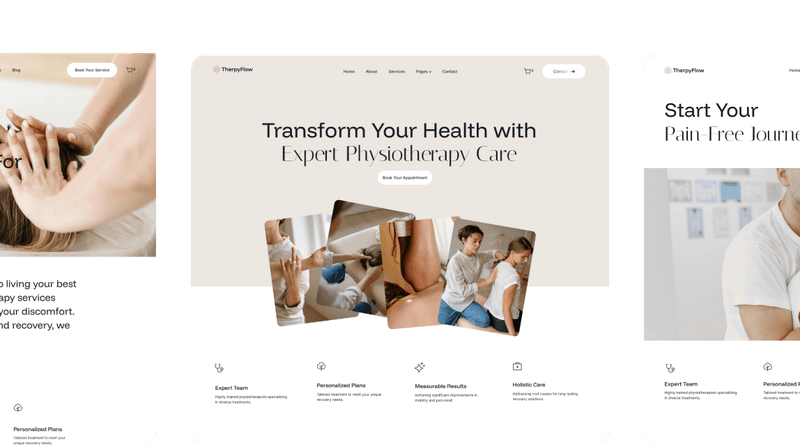 Blog
Book Your Service
0
For
o living your best
apy services
your discomfort.
nd recovery, we
Personalized Plans
Tailored treatment to meet your
unique recovery needs.
TherpyFlow
Home
About
Services
Pages
Contact
0
Transform Your Health with
Expert Physiotherapy Care
Book Your Appointment
Expert Team
Highly trained physiotherapists specializing
in diverse treatments.
Personalized Plans
Tailored treatment to meet your unique
recovery needs.
Measurable Results
Achieving significant improvements in
mobility and pain relief.
Holistic Care
Addressing root causes for long-lasting
recovery solutions.
TherpyFlow
Home
Start Your
Pain-Free Journe
Expert Team
Highly trained physiotherapists specializing
in diverse treatments.
Personalized P
Tailored treatme
recovery needs.